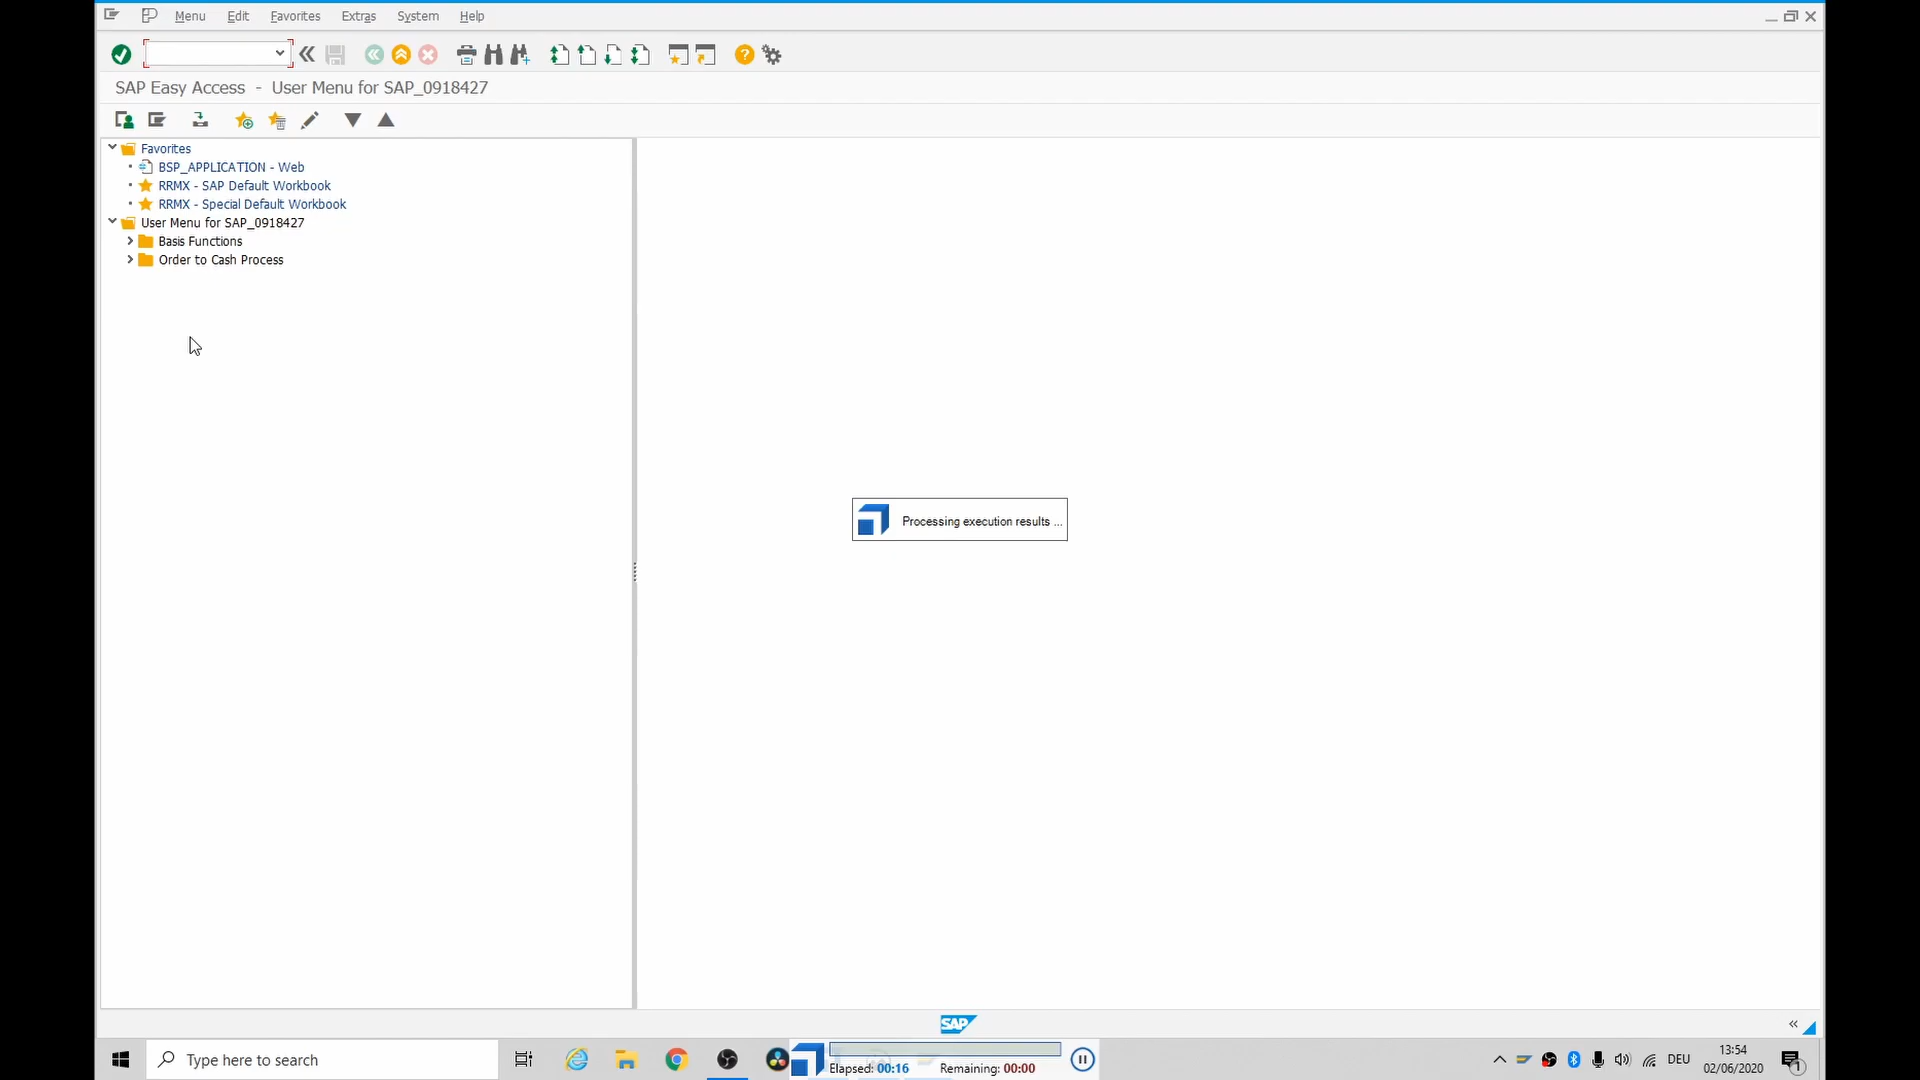 Menu Edit Favorites Extras System Help
SAP Easy Access - User Menu for SAP_0918427
Favorites
BSP_APPLICATION - Web
RRMX - SAP Default Workbook
RRMX - Special Default Workbook
User Menu for SAP_0918427
Basis Functions
Order to Cash Process
Processing execution results ...
SAP
Type here to search
Elapsed: 00:16 Remaining: 00:00
DEU
13:54
02/06/2020
1